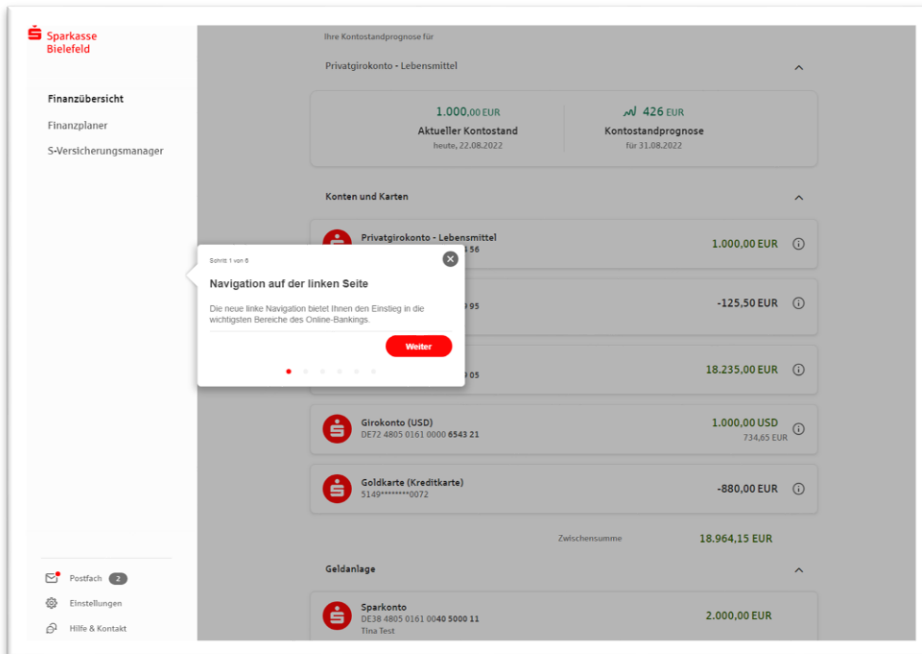 Sparkasse
Bielefeld
Finanzübersicht
Finanzplaner
S-Versicherungsmanager
Postfach 2
Einstellungen
Hilfe & Kontakt
Ihre Kontostandprognose für
Privatgirokonto - Lebensmittel
1.000,00 EUR
Aktueller Kontostand
heute, 22.08.2022
426 EUR
Kontostandprognose
für 31.08.2022
Konten und Karten
Privatgirokonto - Lebensmittel
56
1.000,00 EUR
Schritt 1 von 6
Navigation auf der linken Seite
Die neue linke Navigation bietet Ihnen den Einstieg in die
wichtigsten Bereiche des Online-Bankings.
Weiter
95
-125,50 EUR
05
18.235,00 EUR
Girokonto (USD)
DE72 4805 0161 0000 6543 21
1.000,00 USD
734,65 EUR
Goldkarte (Kreditkarte)
5149********0072
-880,00 EUR
Zwischensumme
18.964,15 EUR
Geldanlage
Sparkonto
DE38 4805 0161 0040 5000 11
Tina Test
2.000,00 EUR